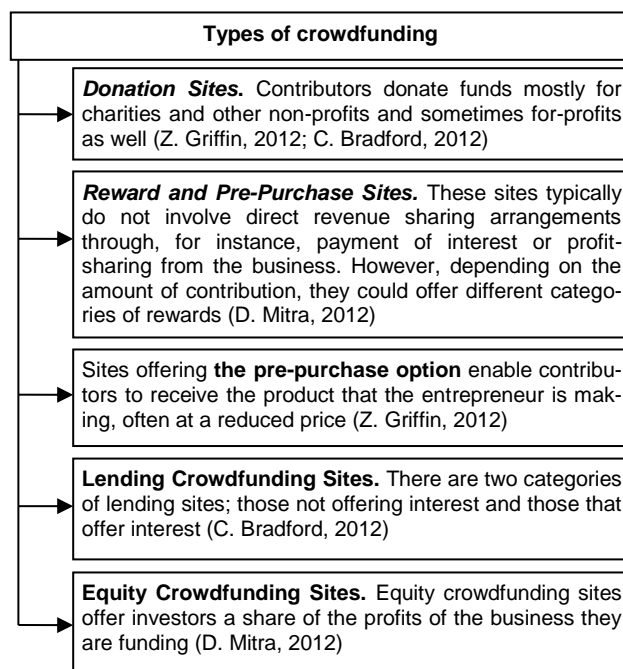 Types of crowdfunding
Donation Sites. Contributors donate funds mostly for
charities and other non-profits and sometimes for-profits
as well (Z. Griffin, 2012; C. Bradford, 2012)
Reward and Pre-Purchase Sites. These sites typically
do not involve direct revenue sharing arrangements
through, for instance, payment of interest or profit-
sharing from the business. However, depending on the
amount of contribution, they could offer different catego-
ries of rewards (D. Mitra, 2012)
Sites offering the pre-purchase option enable contribu-
tors to receive the product that the entrepreneur is mak-
ing, often at a reduced price (Z. Griffin, 2012)
Lending Crowdfunding Sites. There are two categories
of lending sites; those not offering interest and those that
offer interest (C. Bradford, 2012)
Equity Crowdfunding Sites. Equity crowdfunding sites
offer investors a share of the profits of the business they
are funding (D. Mitra, 2012)